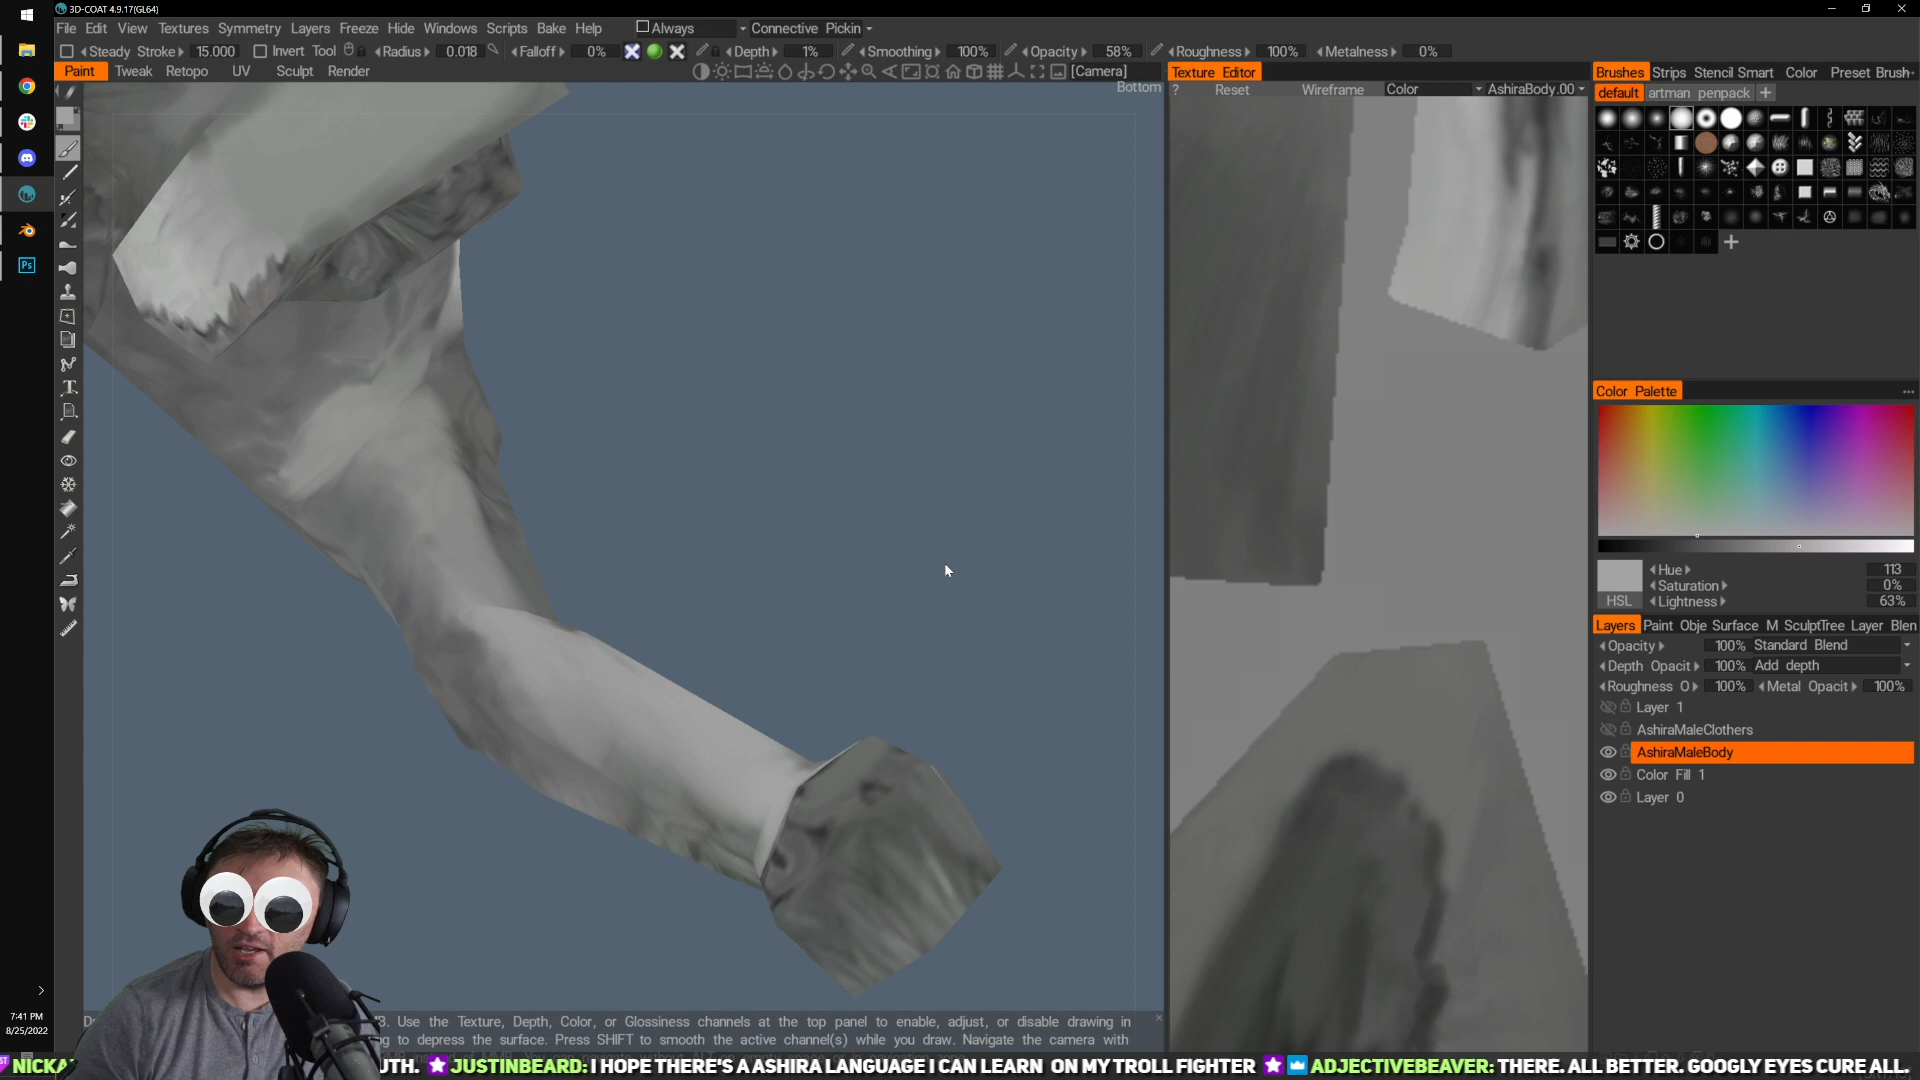 3D-COAT 4.9.17(GL64)
File Edit View Textures Symmetry Layers Freeze Hide Windows Scripts Bake Help Always Connective Pickin
Steady Stroke 15.000 Invert Tool Radius 0.018 Falloff 0% Depth 1% Smoothing 100% Opacity 58% Roughness 100% Metalness 0%
Paint Tweak Retopo UV Sculpt Render [Camera]
Bottom
Texture Editor
? Reset Wireframe Color AshiraBody.00
Brushes Strips Stencil Smart Color Preset Brush
default artman penpack
Color Palette
Hue 113
Saturation 0%
HSL Lightness 63%
Layers Paint Obje Surface M SculptTree Layer Blen
Opacity 100% Standard Blend
Depth Opacit 100% Add depth
Roughness O 100% Metal Opacit 100%
Layer 1
AshiraMaleClothers
AshiraMaleBody
Color Fill 1
Layer 0
Ps
7:41 PM
8/25/2022
B. Use the Texture, Depth, Color, or Glossiness channels at the top panel to enable, adjust, or disable drawing in
g to depress the surface. Press SHIFT to smooth the active channel(s) while you draw. Navigate the camera with
NICKA
UTH. JUSTINBEARD: I HOPE THERE'S A ASHIRA LANGUAGE I CAN LEARN ON MY TROLL FIGHTER ADJECTIVEBEAVER: THERE. ALL BETTER. GOOGLY EYES CURE ALL.